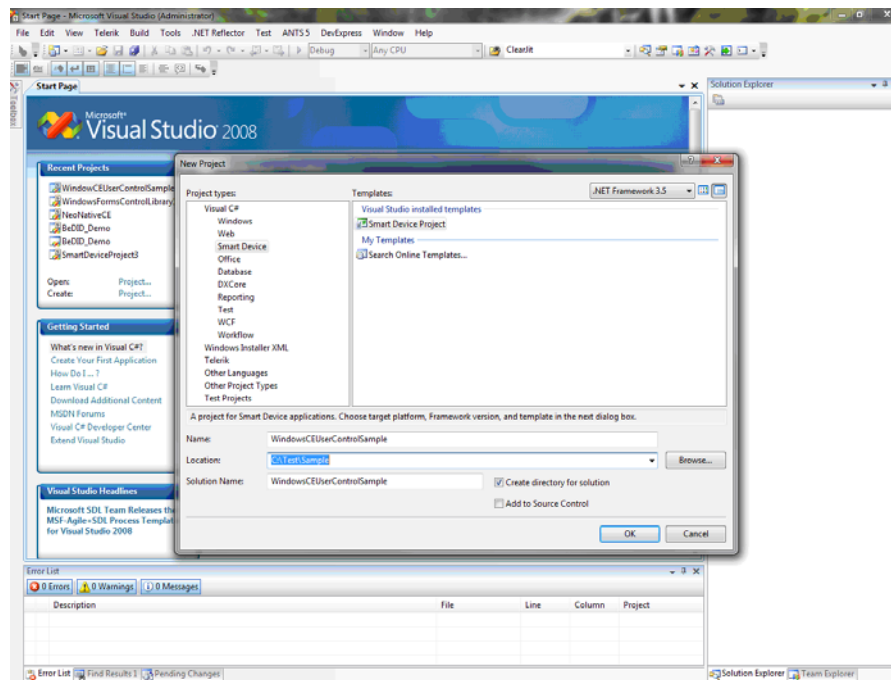 Start Page - Microsoft Visual Studio (Administrator)
File Edit View Telerik Build Tools .NET Reflector Test ANTS 5 DevExpress Window Help
Debug Any CPU ClearJit
Toolbox
Start Page
Solution Explorer
Microsoft®
Visual Studio 2008
Recent Projects
WindowCEUserControlSample
WindowsFormsControlLibrary
NeoNativeCE
BeDID_Demo
BeDID_Demo
SmartDeviceProject3
Open: Project...
Create: Project...
Getting Started
What's new in Visual C#?
Create Your First Application
How Do I ... ?
Learn Visual C#
Download Additional Content
MSDN Forums
Visual C# Developer Center
Extend Visual Studio
Visual Studio Headlines
Microsoft SDL Team Releases the
MSF-Agile+SDL Process Templat
for Visual Studio 2008
New Project
Project types:
Templates:
.NET Framework 3.5
Visual C#
Windows
Web
Smart Device
Office
Database
DXCore
Reporting
Test
WCF
Workflow
Windows Installer XML
Telerik
Other Languages
Other Project Types
Test Projects
Visual Studio installed templates
Smart Device Project
My Templates
Search Online Templates...
A project for Smart Device applications. Choose target platform, Framework version, and template in the next dialog box.
Name: WindowsCEUserControlSample
Location: C:\Test\Sample Browse...
Solution Name: WindowsCEUserControlSample
Create directory for solution
Add to Source Control
OK Cancel
Error List
0 Errors 0 Warnings 0 Messages
Description File Line Column Project
Error List Find Results 1 Pending Changes
Solution Explorer Team Explorer